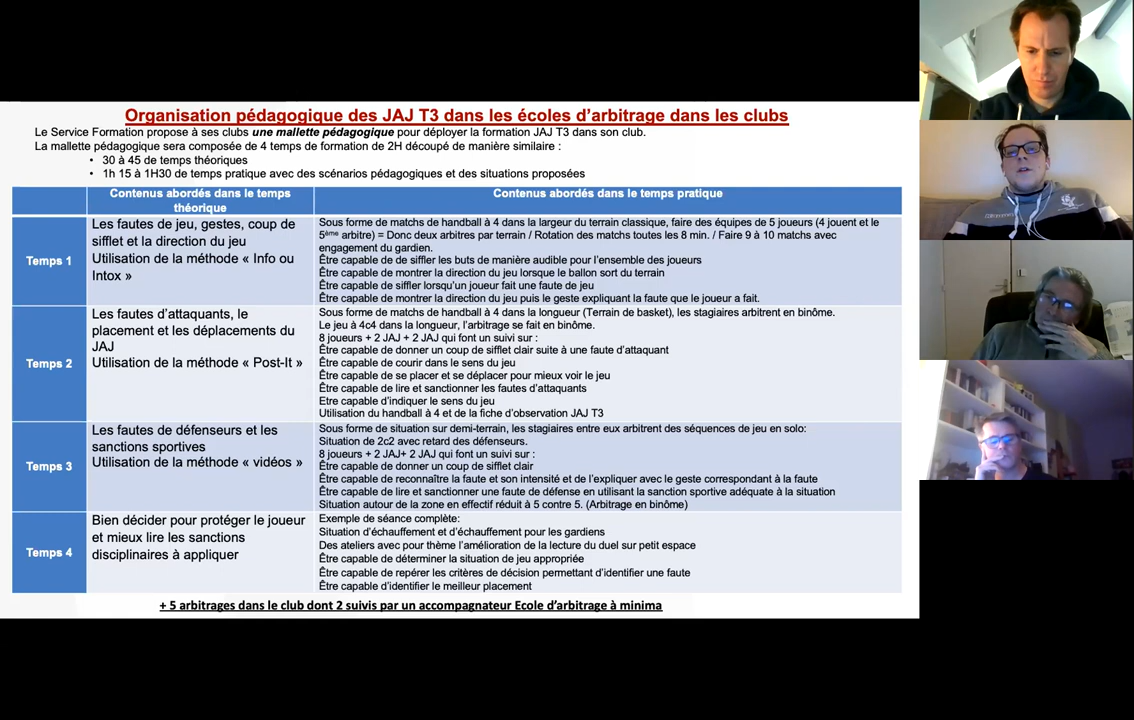 Organisation pédagogique des JAJ T3 dans les écoles d’arbitrage dans les clubs
Le Service Formation propose à ses clubs une mallette pédagogique pour déployer la formation JAJ T3 dans son club.
La mallette pédagogique sera composée de 4 temps de formation de 2H découpé de manière similaire :
• 30 à 45 de temps théoriques
• 1h 15 à 1H30 de temps pratique avec des scénarios pédagogiques et des situations proposées
Contenus abordés dans le temps
théorique
Contenus abordés dans le temps pratique
Temps 1
Les fautes de jeu, gestes, coup de
sifflet et la direction du jeu
Utilisation de la méthode « Info ou
Intox »
Sous forme de matchs de handball à 4 dans la largeur du terrain classique, faire des équipes de 5 joueurs (4 jouent et le
5ème arbitre) = Donc deux arbitres par terrain / Rotation des matchs toutes les 8 min. / Faire 9 à 10 matchs avec
engagement du gardien.
Être capable de de siffler les buts de manière audible pour l’ensemble des joueurs
Être capable de montrer la direction du jeu lorsque le ballon sort du terrain
Être capable de siffler lorsqu’un joueur fait une faute de jeu
Être capable de montrer la direction du jeu puis le geste expliquant la faute que le joueur a fait.
Temps 2
Les fautes d’attaquants, le
placement et les déplacements du
JAJ
Utilisation de la méthode « Post-It »
Sous forme de matchs de handball à 4 dans la longueur (Terrain de basket), les stagiaires arbitrent en binôme.
Le jeu à 4c4 dans la longueur, l’arbitrage se fait en binôme.
8 joueurs + 2 JAJ + 2 JAJ qui font un suivi sur :
Être capable de donner un coup de sifflet clair suite à une faute d’attaquant
Être capable de courir dans le sens du jeu
Être capable de se placer et se déplacer pour mieux voir le jeu
Être capable de lire et sanctionner les fautes d’attaquants
Etre capable d’indiquer le sens du jeu
Utilisation du handball à 4 et de la fiche d’observation JAJ T3
Temps 3
Les fautes de défenseurs et les
sanctions sportives
Utilisation de la méthode « vidéos »
Sous forme de situation sur demi-terrain, les stagiaires entre eux arbitrent des séquences de jeu en solo:
Situation de 2c2 avec retard des défenseurs.
8 joueurs + 2 JAJ+ 2 JAJ qui font un suivi sur :
Être capable de donner un coup de sifflet clair
Être capable de reconnaître la faute et son intensité et de l’expliquer avec le geste correspondant à la faute
Être capable de lire et sanctionner une faute de défense en utilisant la sanction sportive adéquate à la situation
Situation autour de la zone en effectif réduit à 5 contre 5. (Arbitrage en binôme)
Temps 4
Bien décider pour protéger le joueur
et mieux lire les sanctions
disciplinaires à appliquer
Exemple de séance complète:
Situation d’échauffement et d’échauffement pour les gardiens
Des ateliers avec pour thème l’amélioration de la lecture du duel sur petit espace
Être capable de déterminer la situation de jeu appropriée
Être capable de repérer les critères de décision permettant d’identifier une faute
Être capable d’identifier le meilleur placement
+ 5 arbitrages dans le club dont 2 suivis par un accompagnateur Ecole d’arbitrage à minima